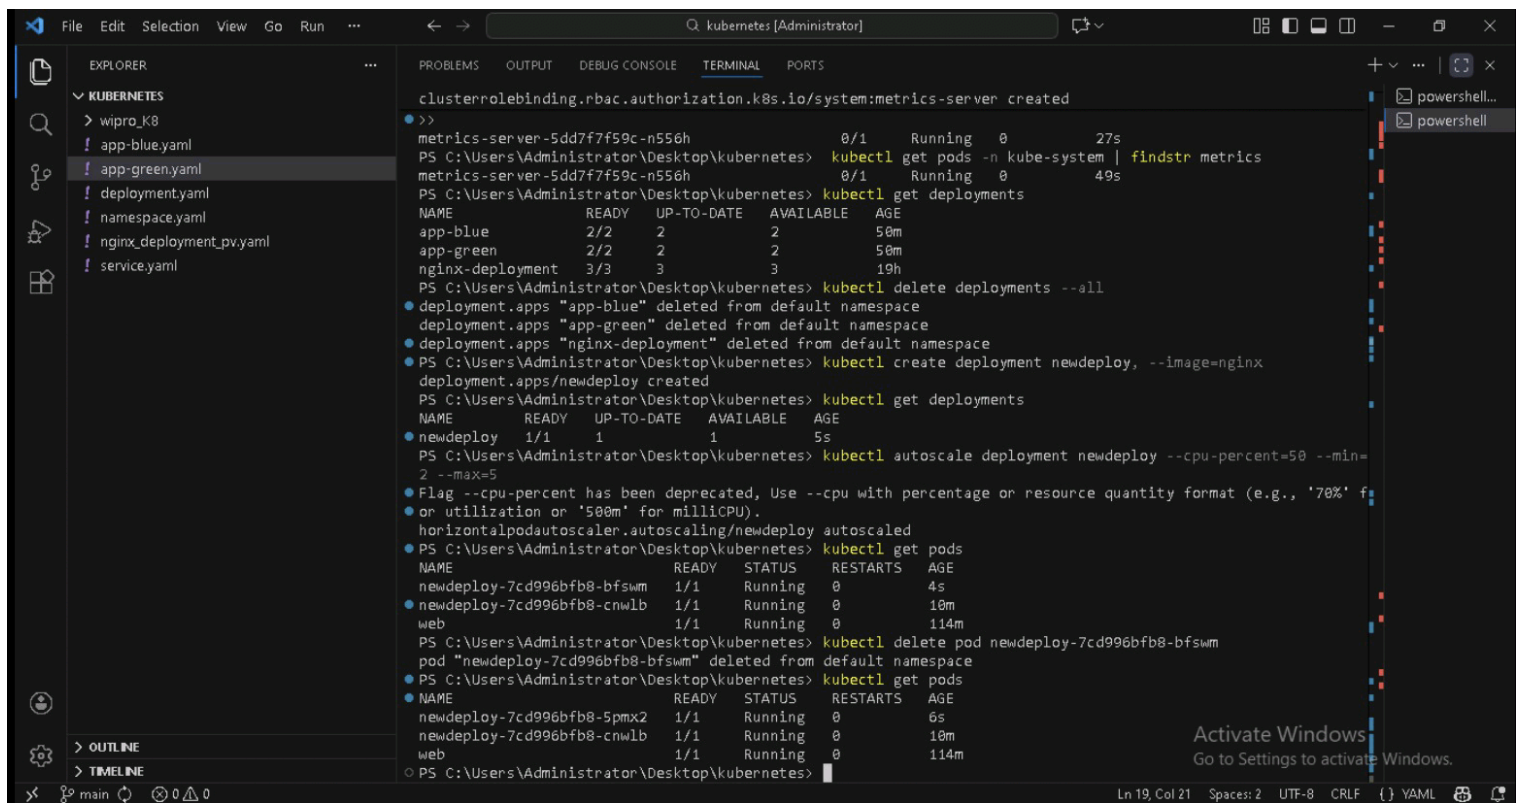 File Edit Selection View Go Run ···
kubernetes [Administrator]
EXPLORER ···
KUBERNETES
wipro_K8
! app-blue.yaml
! app-green.yaml
! deployment.yaml
! namespace.yaml
! nginx_deployment_pv.yaml
! service.yaml
OUTLINE
TIMELINE
PROBLEMS OUTPUT DEBUG CONSOLE TERMINAL PORTS
clusterrolebinding.rbac.authorization.k8s.io/system:metrics-server created
>>
metrics-server-5dd7f7f59c-n556h 0/1 Running 0 27s
PS C:\Users\Administrator\Desktop\kubernetes> kubectl get pods -n kube-system | findstr metrics
metrics-server-5dd7f7f59c-n556h 0/1 Running 0 49s
PS C:\Users\Administrator\Desktop\kubernetes> kubectl get deployments
NAME READY UP-TO-DATE AVAILABLE AGE
app-blue 2/2 2 2 50m
app-green 2/2 2 2 50m
nginx-deployment 3/3 3 3 19h
PS C:\Users\Administrator\Desktop\kubernetes> kubectl delete deployments --all
deployment.apps "app-blue" deleted from default namespace
deployment.apps "app-green" deleted from default namespace
deployment.apps "nginx-deployment" deleted from default namespace
PS C:\Users\Administrator\Desktop\kubernetes> kubectl create deployment newdeploy, --image=nginx
deployment.apps/newdeploy created
PS C:\Users\Administrator\Desktop\kubernetes> kubectl get deployments
NAME READY UP-TO-DATE AVAILABLE AGE
newdeploy 1/1 1 1 5s
PS C:\Users\Administrator\Desktop\kubernetes> kubectl autoscale deployment newdeploy --cpu-percent=50 --min=
2 --max=5
Flag --cpu-percent has been deprecated, Use --cpu with percentage or resource quantity format (e.g., '70%' f
or utilization or '500m' for milliCPU).
horizontalpodautoscaler.autoscaling/newdeploy autoscaled
PS C:\Users\Administrator\Desktop\kubernetes> kubectl get pods
NAME READY STATUS RESTARTS AGE
newdeploy-7cd996bfb8-bfswm 1/1 Running 0 4s
newdeploy-7cd996bfb8-cnwlb 1/1 Running 0 10m
web 1/1 Running 0 114m
PS C:\Users\Administrator\Desktop\kubernetes> kubectl delete pod newdeploy-7cd996bfb8-bfswm
pod "newdeploy-7cd996bfb8-bfswm" deleted from default namespace
PS C:\Users\Administrator\Desktop\kubernetes> kubectl get pods
NAME READY STATUS RESTARTS AGE
newdeploy-7cd996bfb8-5pmx2 1/1 Running 0 6s
newdeploy-7cd996bfb8-cnwlb 1/1 Running 0 10m
web 1/1 Running 0 114m
PS C:\Users\Administrator\Desktop\kubernetes>
powershell...
powershell
Activate Windows
Go to Settings to activate Windows.
main 0 0
Ln 19, Col 21 Spaces: 2 UTF-8 CRLF {} YAML